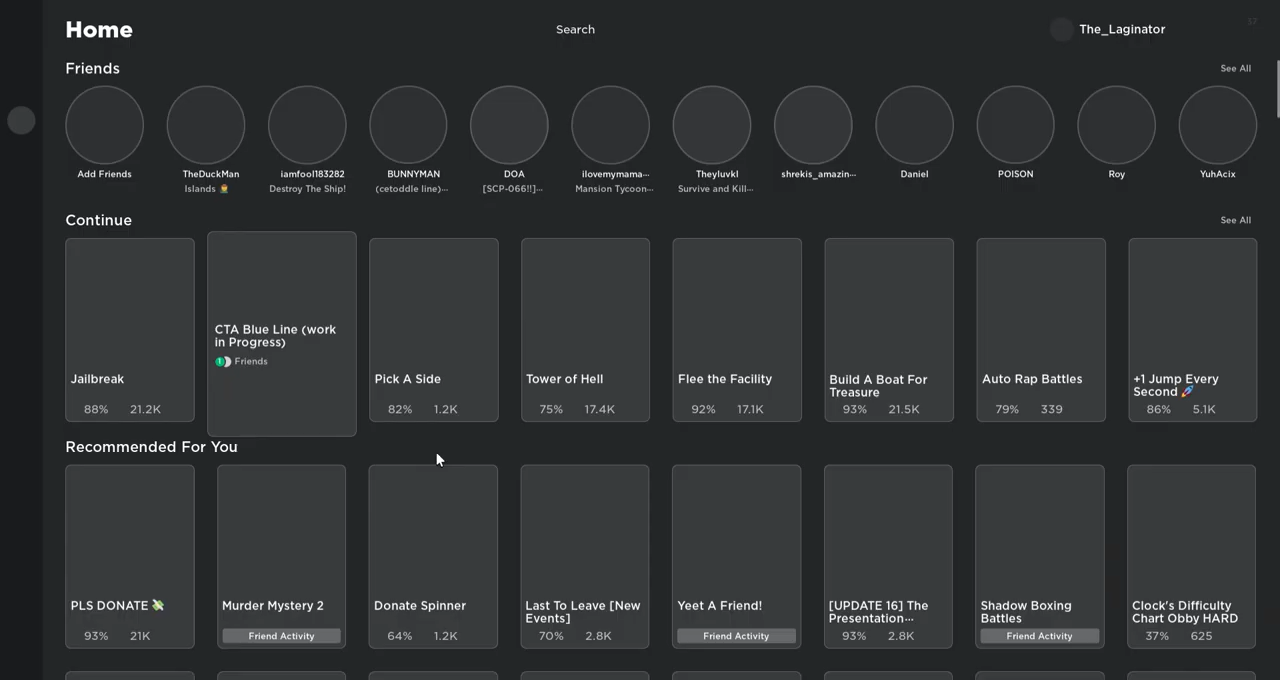 Home
Search
The_Laginator
37
Friends
See All
Add Friends
TheDuckMan
iamfool183282
BUNNYMAN
DOA
ilovemymama...
Theyluvkl
shrekis_amazin...
Daniel
POISON
Roy
YuhAcix
Islands 👲
Destroy The Ship!
(cetoddle line)...
[SCP-066!!]...
Mansion Tycoon...
Survive and Kill...
Continue
See All
Jailbreak
88% 21.2K
CTA Blue Line (work
in Progress)
1 Friends
Pick A Side
82% 1.2K
Tower of Hell
75% 17.4K
Flee the Facility
92% 17.1K
Build A Boat For
Treasure
93% 21.5K
Auto Rap Battles
79% 339
+1 Jump Every
Second 🚀
86% 5.1K
Recommended For You
PLS DONATE 💸
93% 21K
Murder Mystery 2
Friend Activity
Donate Spinner
64% 1.2K
Last To Leave [New
Events]
70% 2.8K
Yeet A Friend!
Friend Activity
[UPDATE 16] The
Presentation...
93% 2.8K
Shadow Boxing
Battles
Friend Activity
Clock's Difficulty
Chart Obby HARD
37% 625